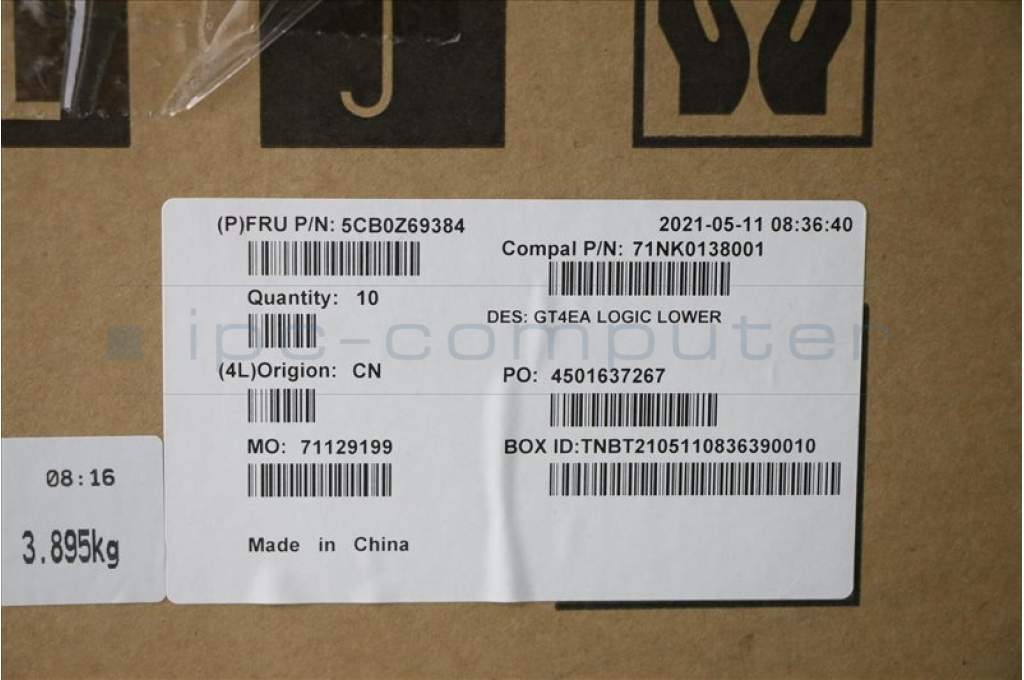 (P)FRU P/N: 5CB0Z69384
2021-05-11 08:36:40
Compal P/N: 71NK0138001
Quantity: 10
DES: GT4EA LOGIC LOWER
ipc-computer
(4L)Origion: CN
PO: 4501637267
MO: 71129199
BOX ID:TNBT2105110836390010
08:16
3.895kg
Made in China